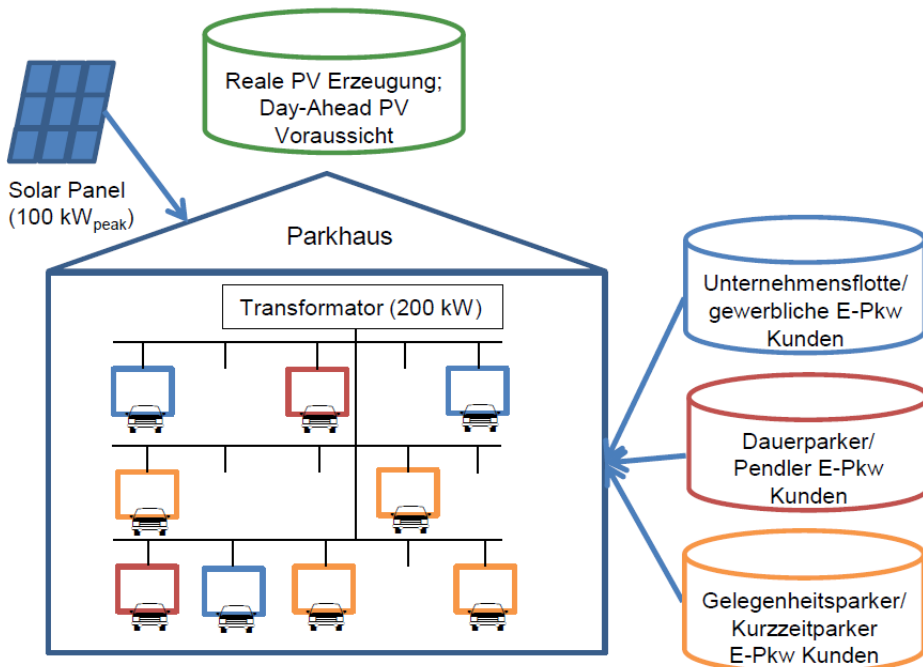 Reale PV Erzeugung;
Day-Ahead PV
Voraussicht
Solar Panel
(100 kWpeak)
Parkhaus
Transformator (200 kW)
Unternehmensflotte/
gewerbliche E-Pkw
Kunden
Dauerparker/
Pendler E-Pkw
Kunden
Gelegenheitsparker/
Kurzzeitparker
E-Pkw Kunden